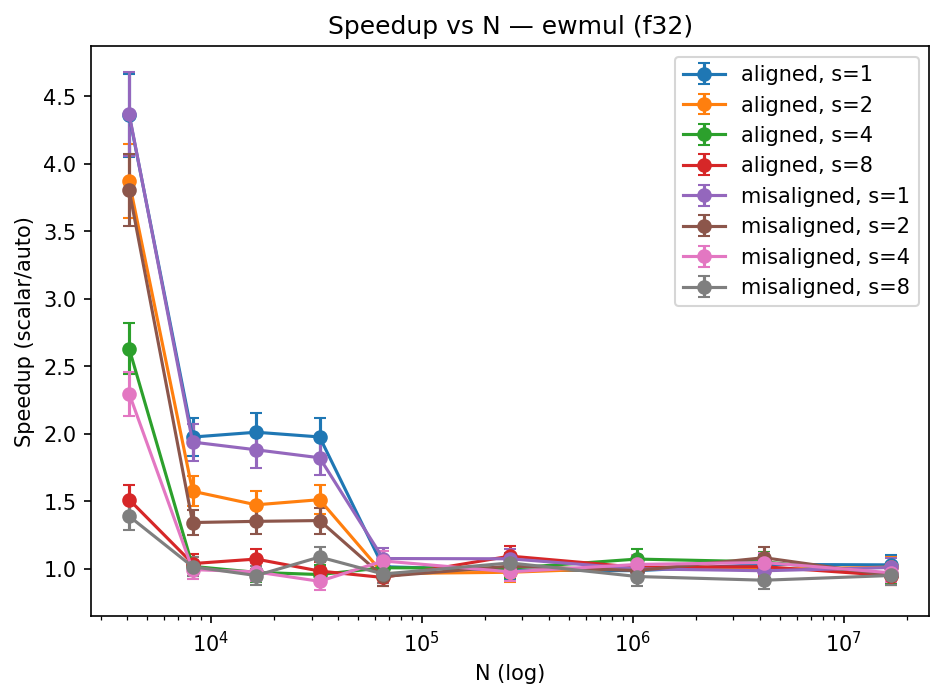 Speedup vs N — ewmul (f32)
Speedup (scalar/auto)
4.5
4.0
3.5
3.0
2.5
2.0
1.5
1.0
aligned, s=1
aligned, s=2
aligned, s=4
aligned, s=8
misaligned, s=1
misaligned, s=2
misaligned, s=4
misaligned, s=8
10⁴ 10⁵ 10⁶ 10⁷
N (log)